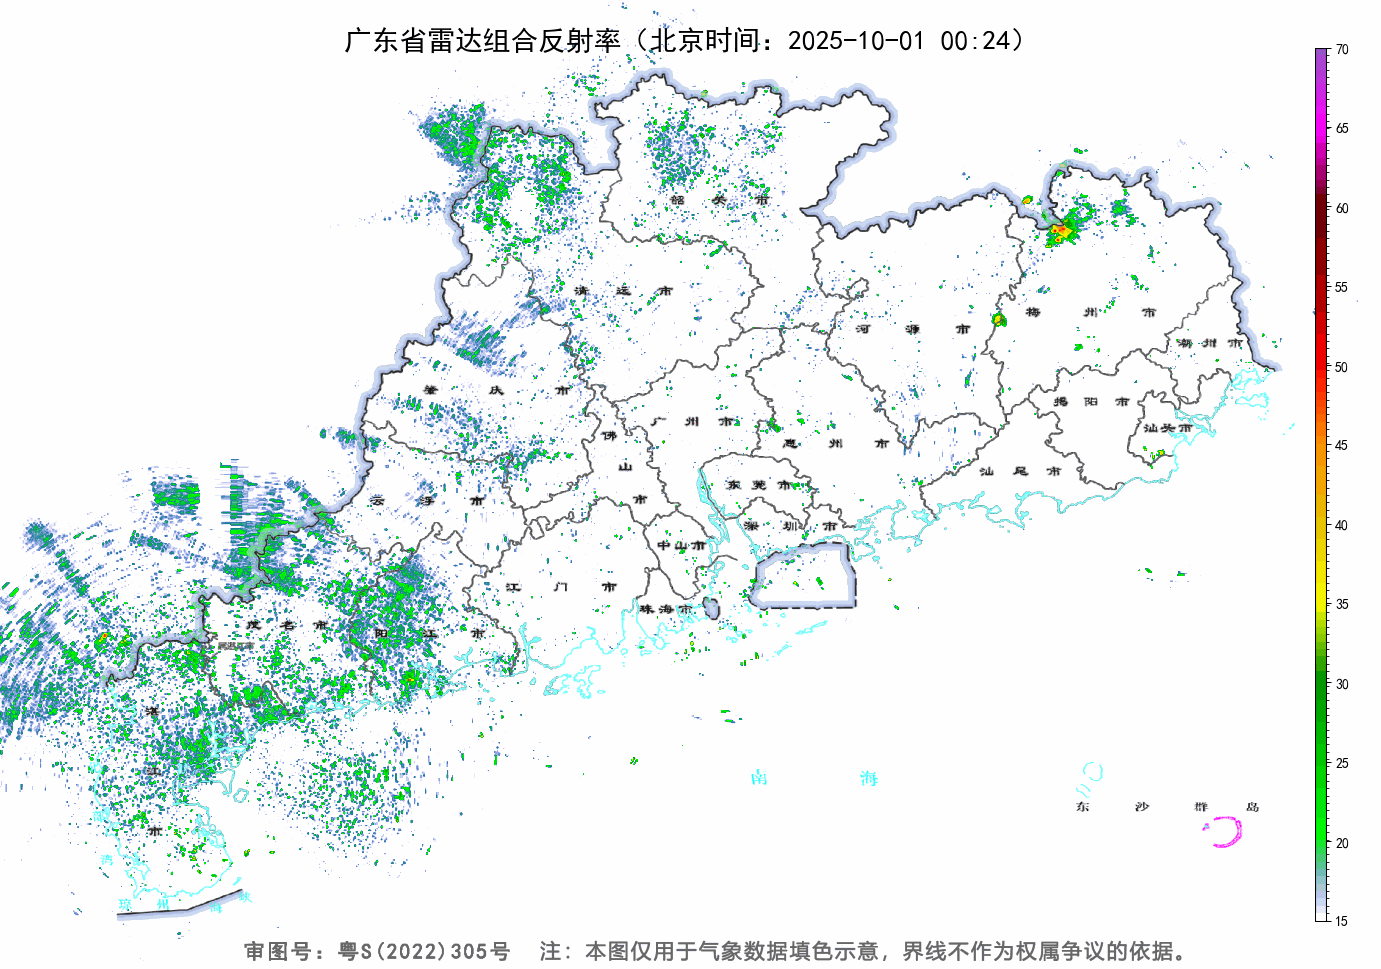 广东省雷达组合反射率（北京时间：2025-10-01 00:24）
70
65
60
55
50
45
40
35
30
25
20
15
韶 关 市
清 远 市
河 源 市
梅 州 市
潮 州 市
肇 庆 市
广 州 市
佛
山
市
惠 州 市
揭 阳 市
汕头市
汕 尾 市
云 浮 市
东 莞 市
深 圳 市
中山市
江 门 市
珠海市
茂 名 市
阳 江 市
湛
江
市
南 海
东 沙 群 岛
湾
琼 州 海 峡
审图号：粤S(2022)305号 注：本图仅用于气象数据填色示意，界线不作为权属争议的依据。